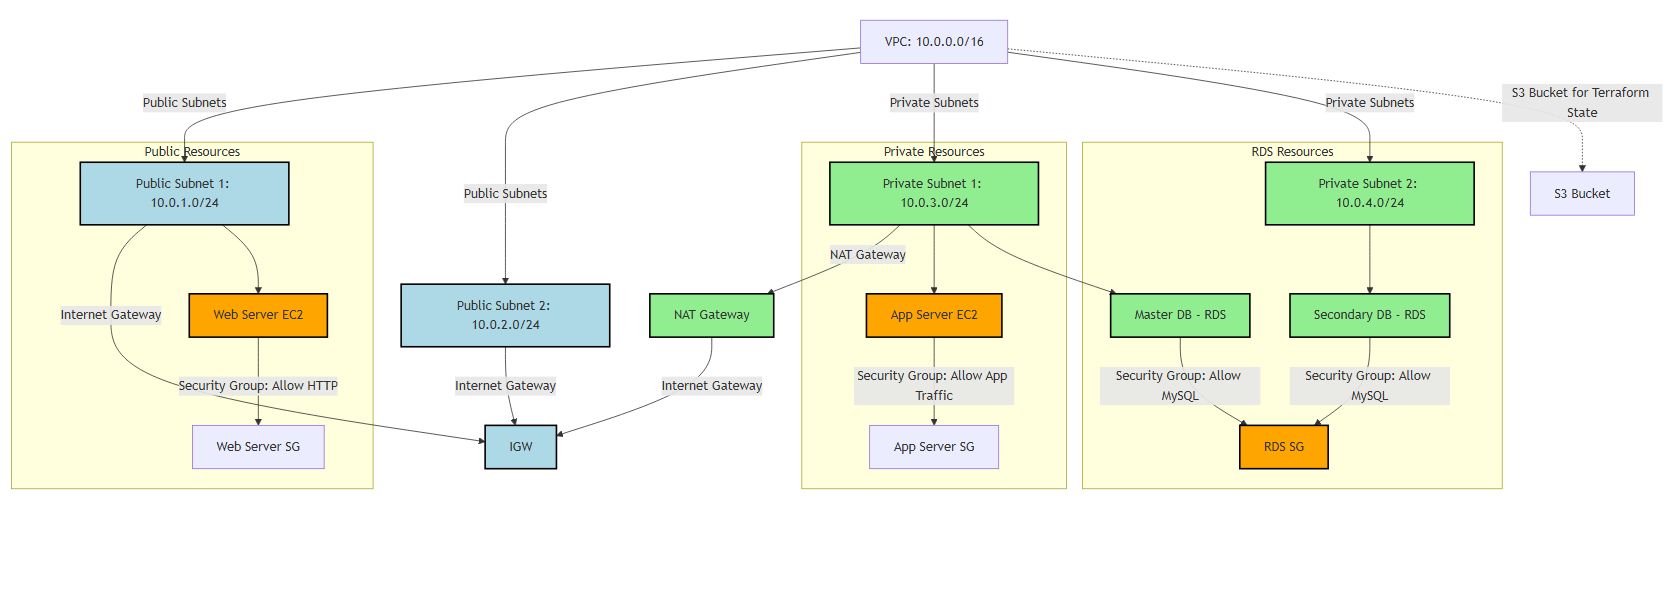 VPC: 10.0.0.0/16
Public Subnets
Private Subnets
Private Subnets
S3 Bucket for Terraform
State
Public Resources
Private Resources
RDS Resources
Public Subnet 1:
10.0.1.0/24
Public Subnets
Private Subnet 1:
10.0.3.0/24
Private Subnet 2:
10.0.4.0/24
S3 Bucket
NAT Gateway
Internet Gateway
Web Server EC2
Public Subnet 2:
10.0.2.0/24
NAT Gateway
App Server EC2
Master DB - RDS
Secondary DB - RDS
Security Group: Allow HTTP
Internet Gateway
Internet Gateway
Security Group: Allow App
Traffic
Security Group: Allow
MySQL
Security Group: Allow
MySQL
Web Server SG
IGW
App Server SG
RDS SG